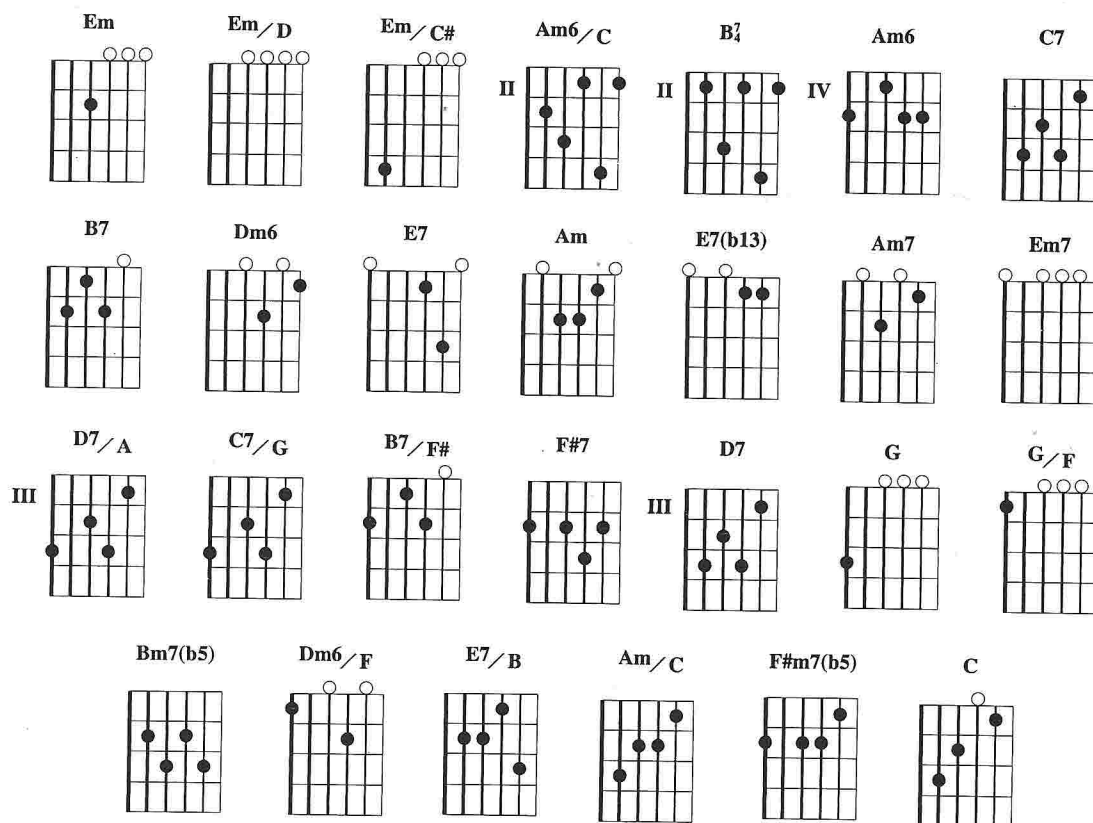 Em Em/D Em/C# Am6/C B7/4 Am6 C7
II II IV
B7 Dm6 E7 Am E7(b13) Am7 Em7
D7/A C7/G B7/F# F#7 D7 G G/F
III III
Bm7(b5) Dm6/F E7/B Am/C F#m7(b5) C